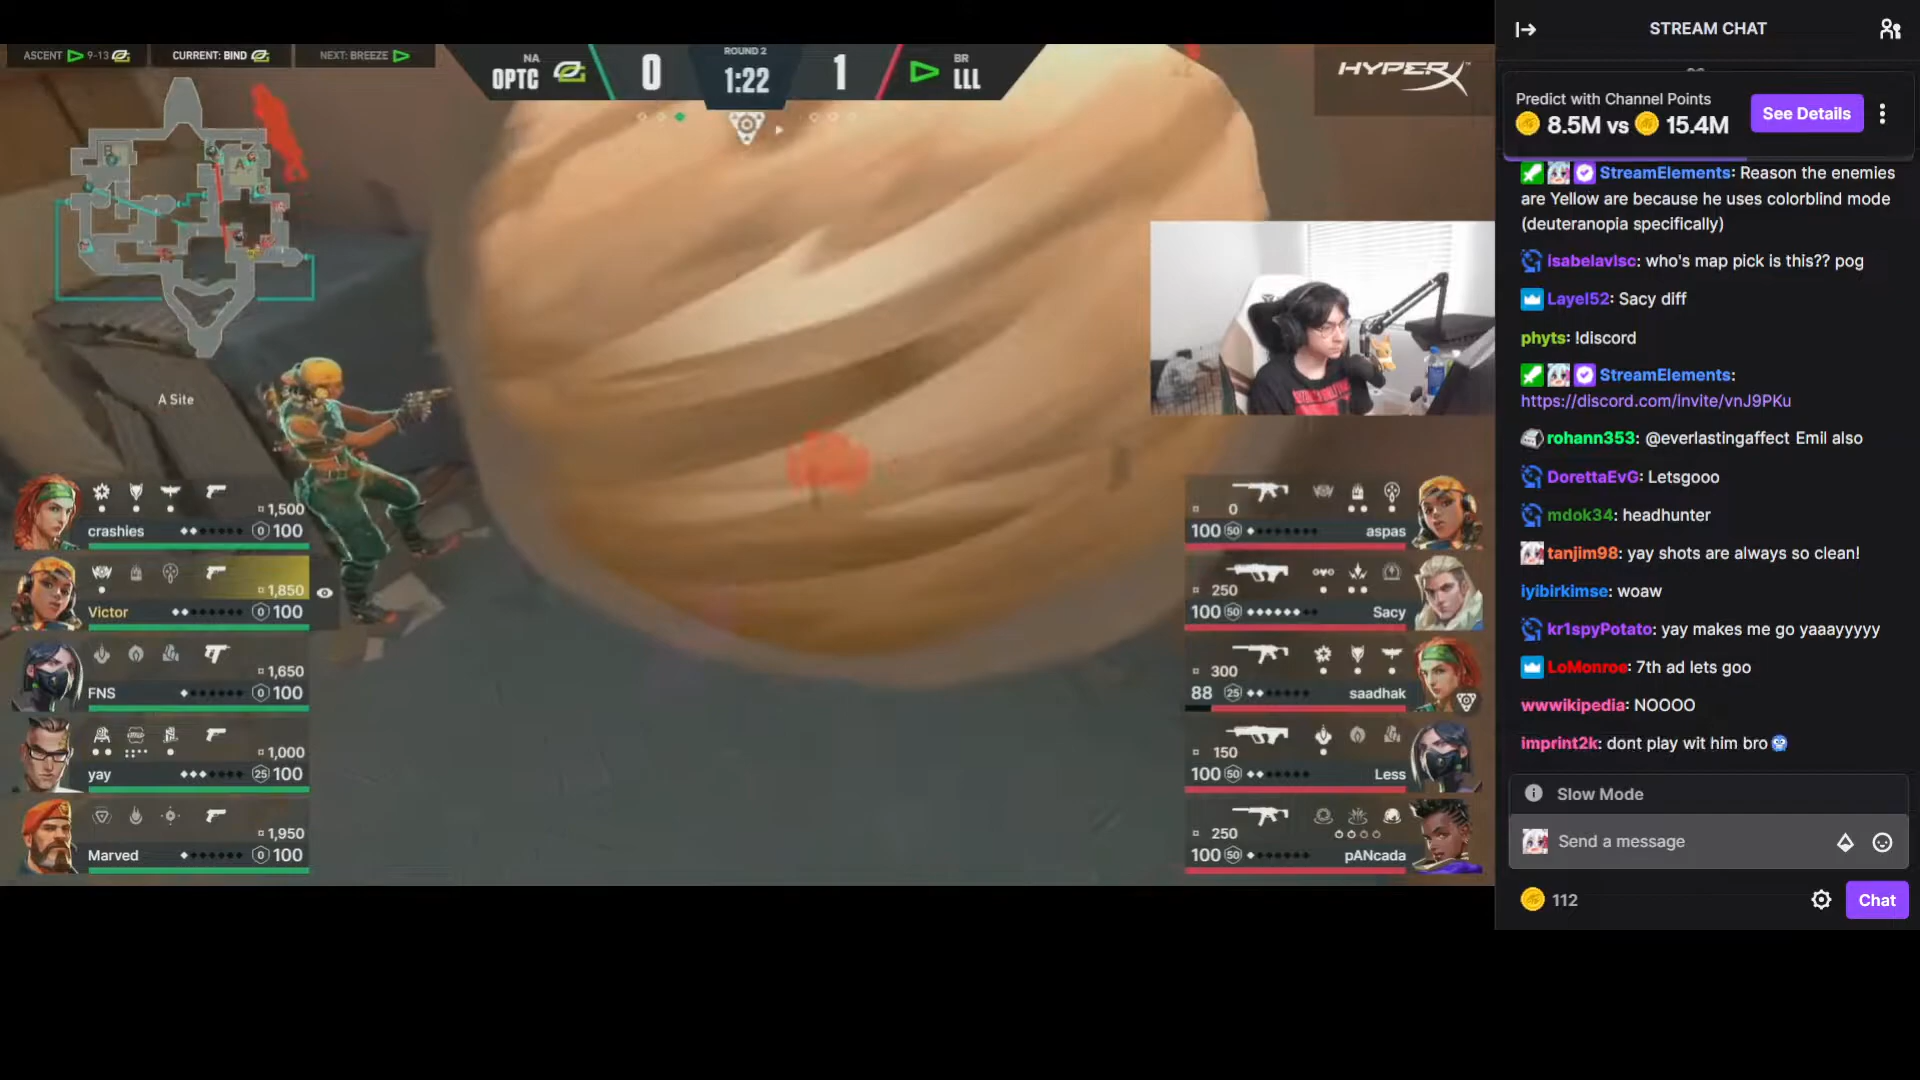 ASCENT 9-13
CURRENT: BIND
NEXT: BREEZE
NA
OPTC
0
ROUND 2
1:22
1
BR
LLL
HYPERX
B
A
A Site
1,500
crashies 0 100
1,850
Victor 0 100
1,650
FNS 0 100
1,000
yay 25 100
1,950
Marved 0 100
0
100 50 aspas
250
100 50 Sacy
300
88 25 saadhak
150
100 50 Less
250
100 50 pANcada
STREAM CHAT
Predict with Channel Points
8.5M vs 15.4M
See Details
StreamElements: Reason the enemies
are Yellow are because he uses colorblind mode
(deuteranopia specifically)
isabelavlsc: who's map pick is this?? pog
Layel52: Sacy diff
phyts: !discord
StreamElements:
https://discord.com/invite/vnJ9PKu
rohann353: @everlastingaffect Emil also
DorettaEvG: Letsgooo
mdok34: headhunter
tanjim98: yay shots are always so clean!
iyibirkimse: woaw
kr1spyPotato: yay makes me go yaaayyyyy
LoMonroe: 7th ad lets goo
wwwikipedia: NOOOO
imprint2k: dont play wit him bro
Slow Mode
Send a message
112
Chat